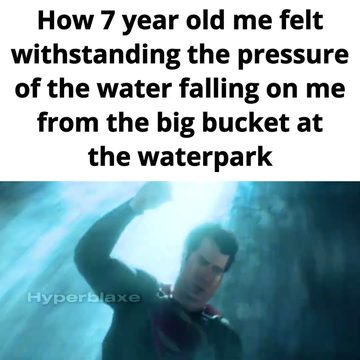 How 7 year old me felt
withstanding the pressure
of the water falling on me
from the big bucket at
the waterpark
Hyperblaxe